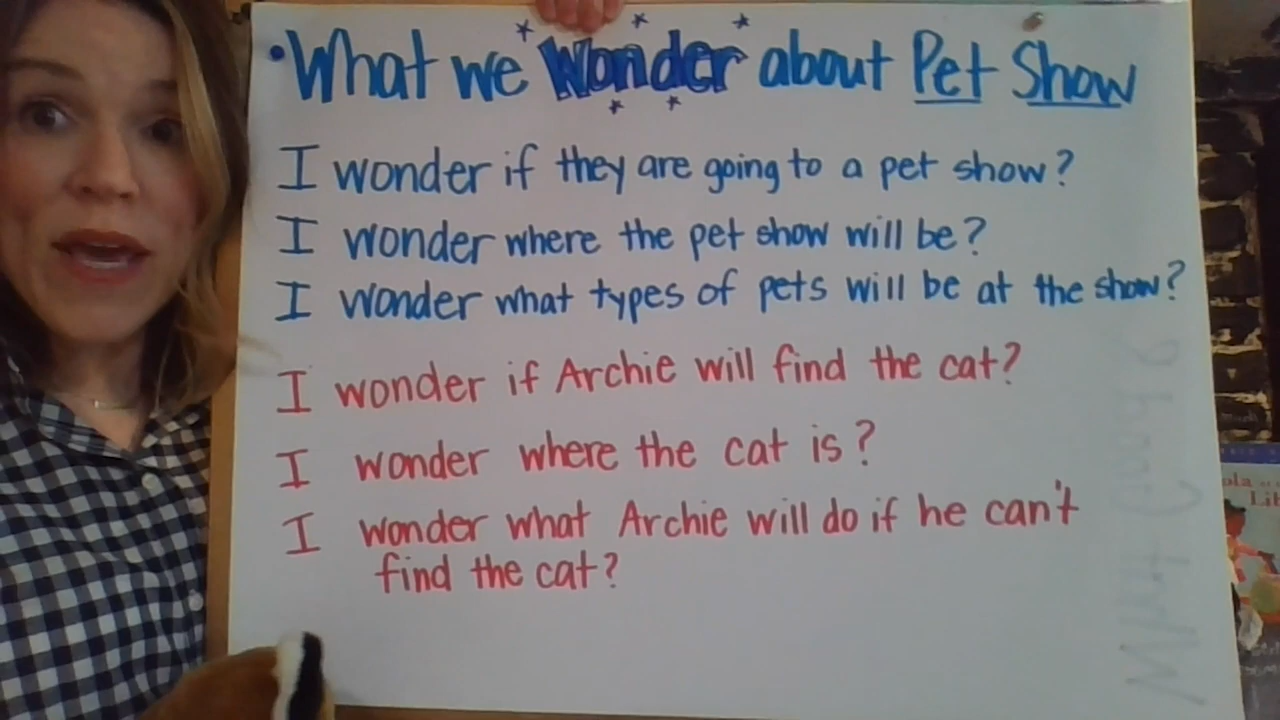 •What we Wonder about Pet Show
I wonder if they are going to a pet show?
I wonder where the pet show will be?
I wonder what types of pets will be at the show?
I wonder if Archie will find the cat?
I wonder where the cat is?
I wonder what Archie will do if he can't
find the cat?